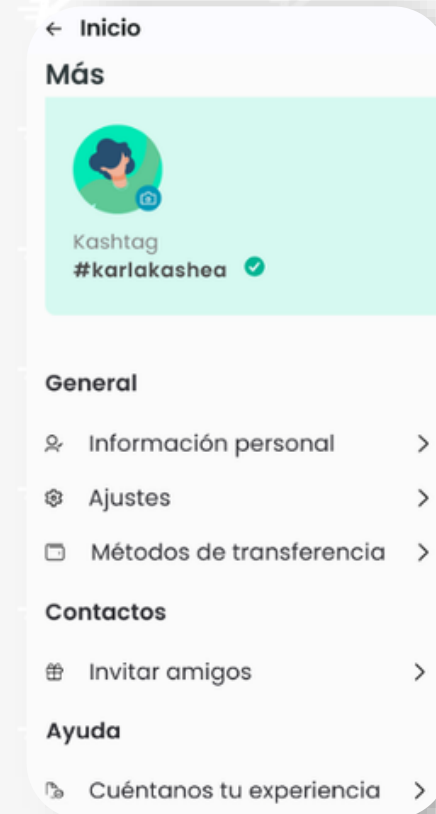 Inicio
Más
Kashtag
#karlakashea
General
Información personal
Ajustes
Métodos de transferencia
Contactos
Invitar amigos
Ayuda
Cuéntanos tu experiencia